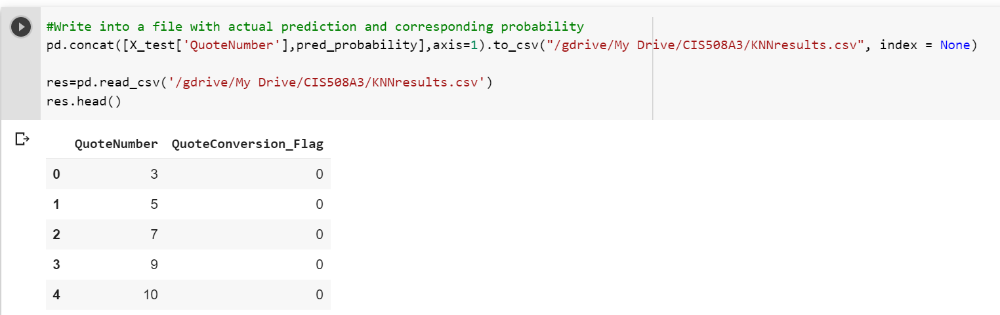 #Write into a file with actual prediction and corresponding probability
pd.concat([X_test['QuoteNumber'],pred_probability],axis=1).to_csv("/gdrive/My Drive/CIS508A3/KNNresults.csv", index = None)
res=pd.read_csv('/gdrive/My Drive/CIS508A3/KNNresults.csv')
res.head()
QuoteNumber QuoteConversion_Flag
0 3 0
1 5 0
2 7 0
3 9 0
4 10 0